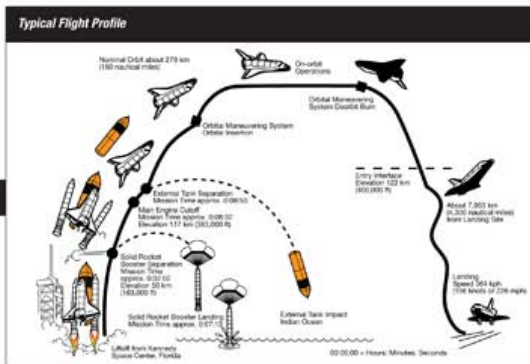 Typical Flight Profile
Nominal Orbit about 278 km
(150 nautical miles)
On-orbit
Operations
Orbital Maneuvering
System Deorbit Burn
Orbital Maneuvering System
Orbiter Insertion
External Tank Separation
Mission Time approx. 0:08:50
Main Engine Cutoff
Mission Time approx. 0:08:32
Elevation 117 km (383,000 ft)
Solid Rocket
Booster Separation
Mission Time
approx. 0:02:02
Elevation 50 km
(163,000 ft)
Solid Rocket Booster Landing
Mission Time approx. 0:07:13
Liftoff from Kennedy
Space Center, Florida
External Tank Impact
Indian Ocean
Entry Interface
Elevation 122 km
(400,000 ft)
About 7,963 km
(4,300 nautical miles)
from Landing Site
Landing
Speed 364 kph
(196 knots or 226 mph)
00:00:00 = Hours: Minutes: Seconds